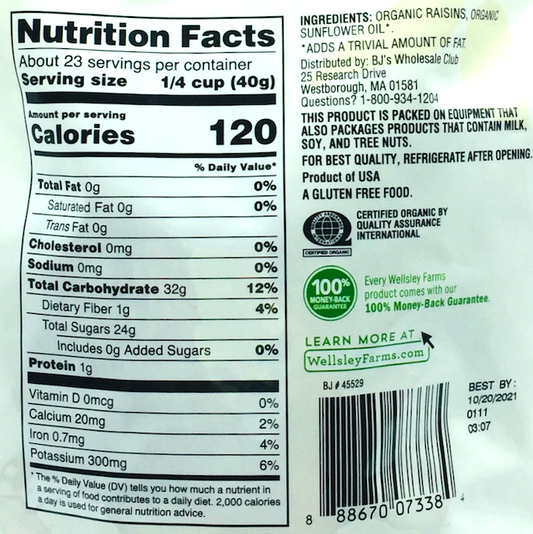 Nutrition Facts
About 23 servings per container
Serving size 1/4 cup (40g)
Amount per serving
Calories 120
% Daily Value*
Total Fat 0g 0%
Saturated Fat 0g 0%
Trans Fat 0g
Cholesterol 0mg 0%
Sodium 0mg 0%
Total Carbohydrate 32g 12%
Dietary Fiber 1g 4%
Total Sugars 24g
Includes 0g Added Sugars 0%
Protein 1g
Vitamin D 0mcg 0%
Calcium 20mg 2%
Iron 0.7mg 4%
Potassium 300mg 6%
* The % Daily Value (DV) tells you how much a nutrient in
a serving of food contributes to a daily diet. 2,000 calories
a day is used for general nutrition advice.
INGREDIENTS: ORGANIC RAISINS, ORGANIC
SUNFLOWER OIL*.
*ADDS A TRIVIAL AMOUNT OF FAT.
Distributed by: BJ's Wholesale Club
25 Research Drive
Westborough, MA 01581
Questions? 1-800-934-1204
THIS PRODUCT IS PACKED ON EQUIPMENT THAT
ALSO PACKAGES PRODUCTS THAT CONTAIN MILK,
SOY, AND TREE NUTS.
FOR BEST QUALITY, REFRIGERATE AFTER OPENING.
Product of USA
A GLUTEN FREE FOOD.
CERTIFIED ORGANIC
CERTIFIED ORGANIC BY
QUALITY ASSURANCE
INTERNATIONAL
100%
MONEY-BACK
GUARANTEE
Every Wellsley Farms
product comes with our
100% Money-Back Guarantee.
LEARN MORE AT
WellsleyFarms.com
BJ # 45529
8 88670 07338 4
BEST BY:
10/20/2021
0111
03:07